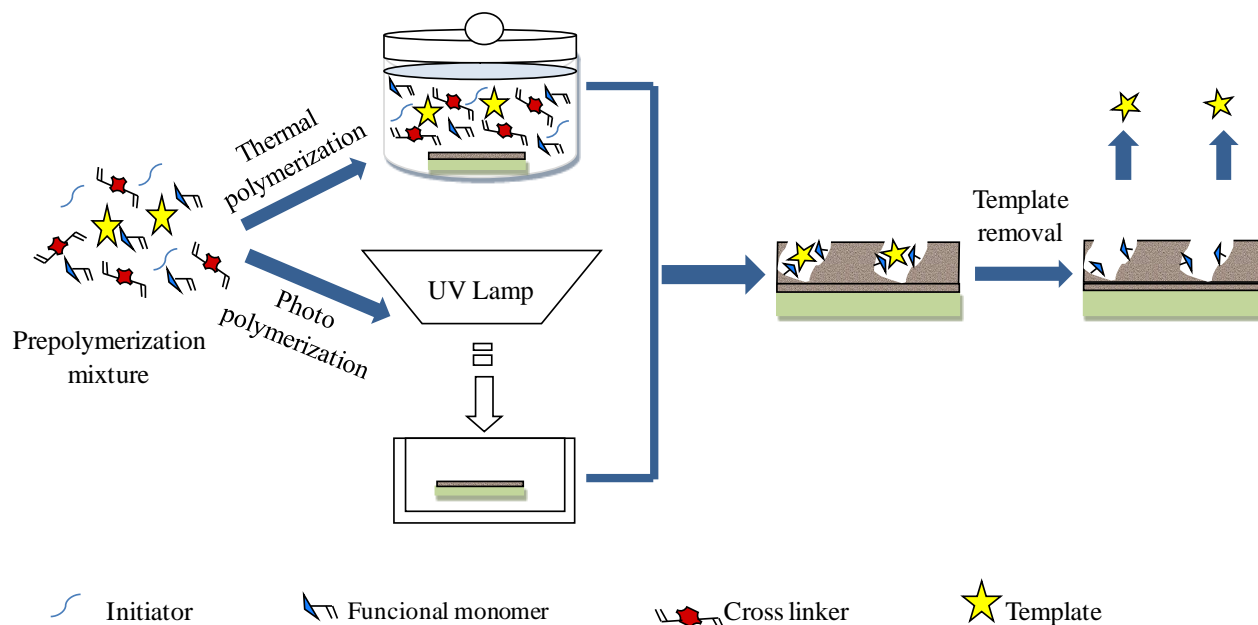 Thermal
polymerization
Prepolymerization
mixture
Photo
polymerization
UV Lamp
Template
removal
Initiator
Funcional monomer
Cross linker
Template